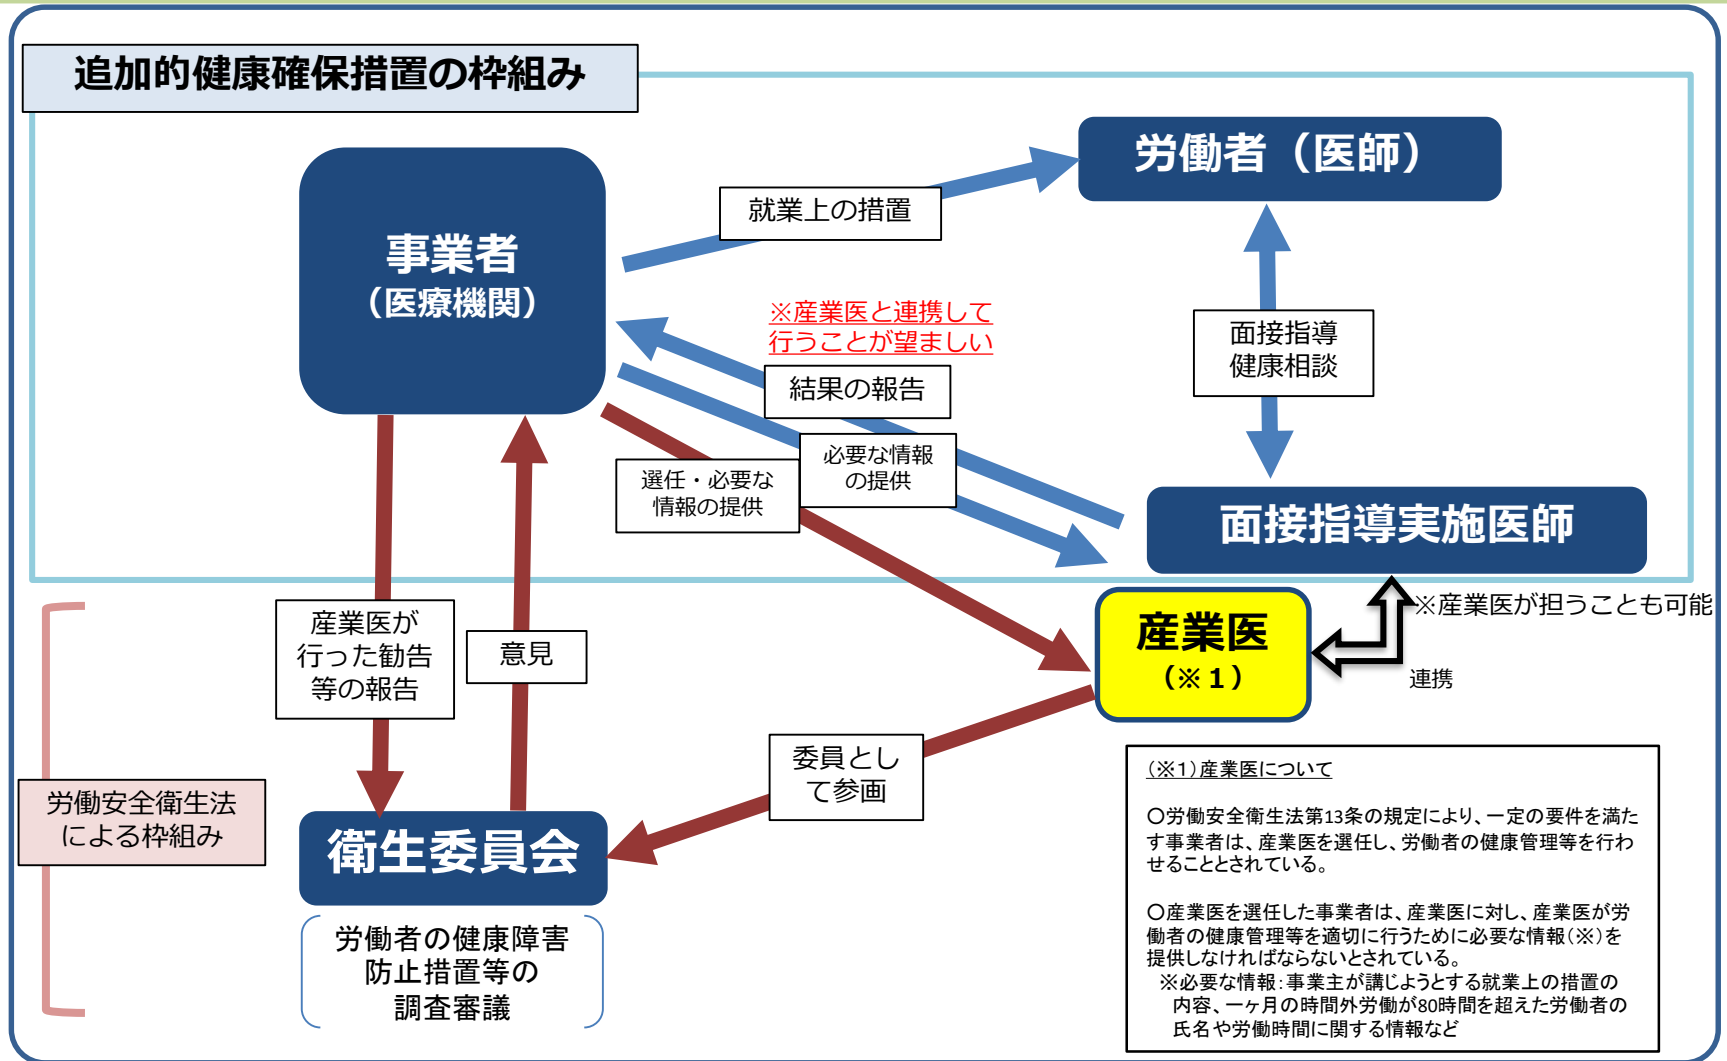 追加的健康確保措置の枠組み
労働者（医師）
事業者
（医療機関）
就業上の措置
※産業医と連携して
行うことが望ましい
面接指導
健康相談
結果の報告
必要な情報
の提供
選任・必要な
情報の提供
面接指導実施医師
※産業医が担うことも可能
産業医
（※１）
連携
産業医が
行った勧告
等の報告
意見
委員とし
て参画
労働安全衛生法
による枠組み
衛生委員会
労働者の健康障害
防止措置等の
調査審議
（※1）産業医について
○労働安全衛生法第13条の規定により、一定の要件を満た
す事業者は、産業医を選任し、労働者の健康管理等を行わ
せることとされている。
○産業医を選任した事業者は、産業医に対し、産業医が労
働者の健康管理等を適切に行うために必要な情報（※）を
提供しなければならないとされている。
※必要な情報：事業主が講じようとする就業上の措置の
内容、一ヶ月の時間外労働が80時間を超えた労働者の
氏名や労働時間に関する情報など